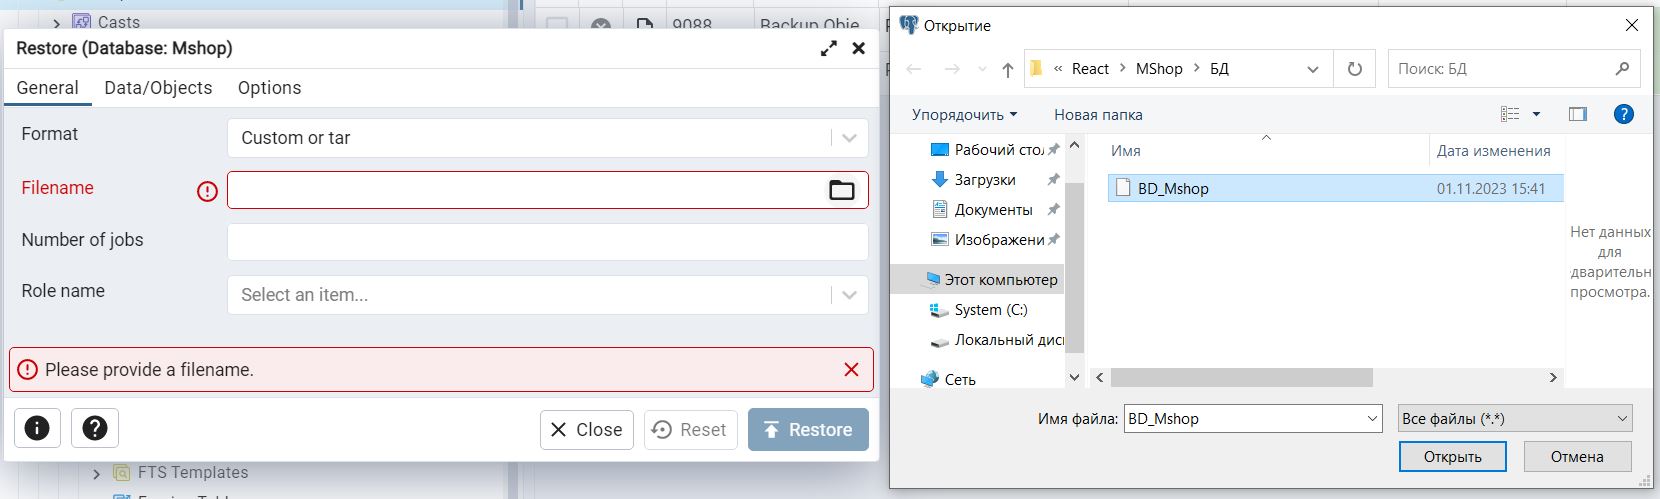 Casts
9088
Backup Obje
Restore (Database: Mshop)
General
Data/Objects
Options
Format
Custom or tar
Filename
Number of jobs
Role name
Select an item...
Please provide a filename.
Close
Reset
Restore
FTS Templates
Открытие
« React > MShop > БД
Поиск: БД
Упорядочить
Новая папка
Рабочий стол
Загрузки
Документы
Изображени
Этот компьютер
System (C:)
Локальный диск
Сеть
Имя
Дата изменения
BD_Mshop
01.11.2023 15:41
Нет данных
для
дварительн
просмотра.
Имя файла:
BD_Mshop
Все файлы (*.*)
Открыть
Отмена